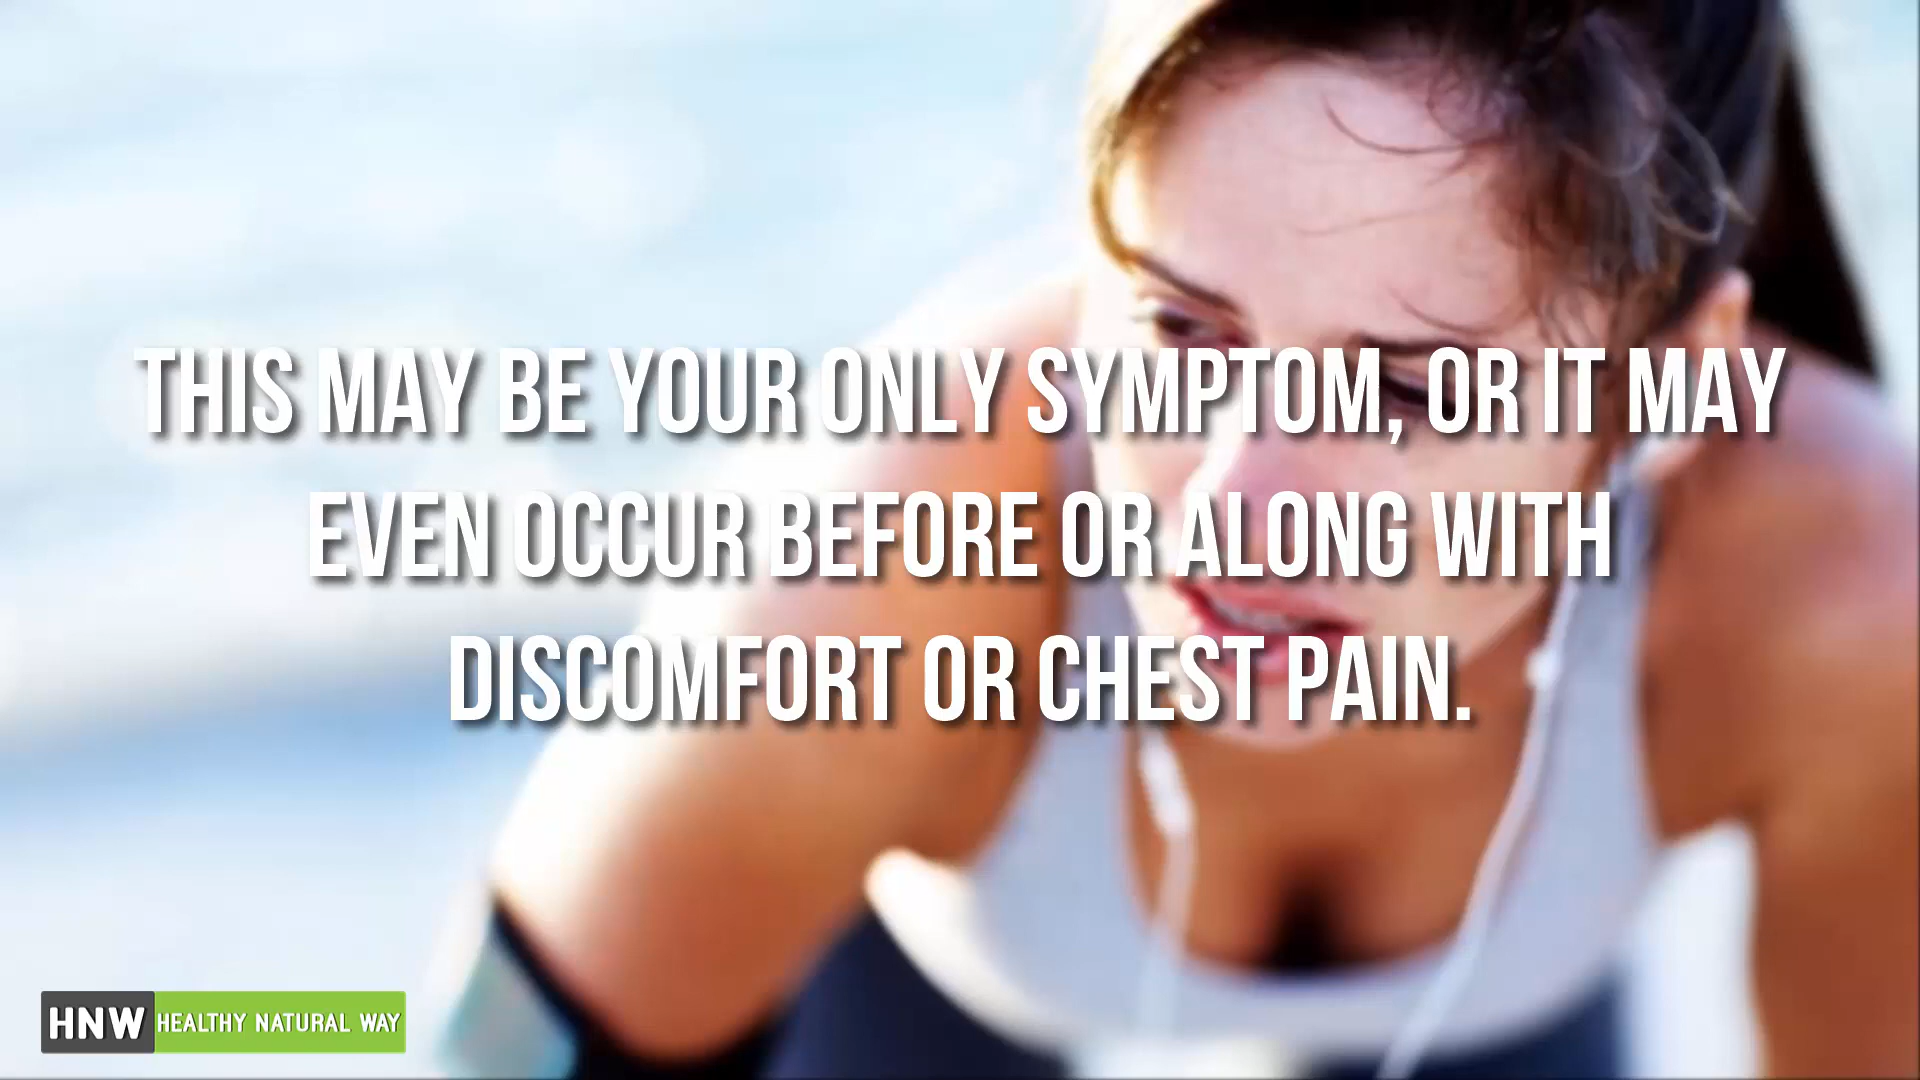 THIS MAY BE YOUR ONLY SYMPTOM, OR IT MAY
EVEN OCCUR BEFORE OR ALONG WITH
DISCOMFORT OR CHEST PAIN.
HNW HEALTHY NATURAL WAY